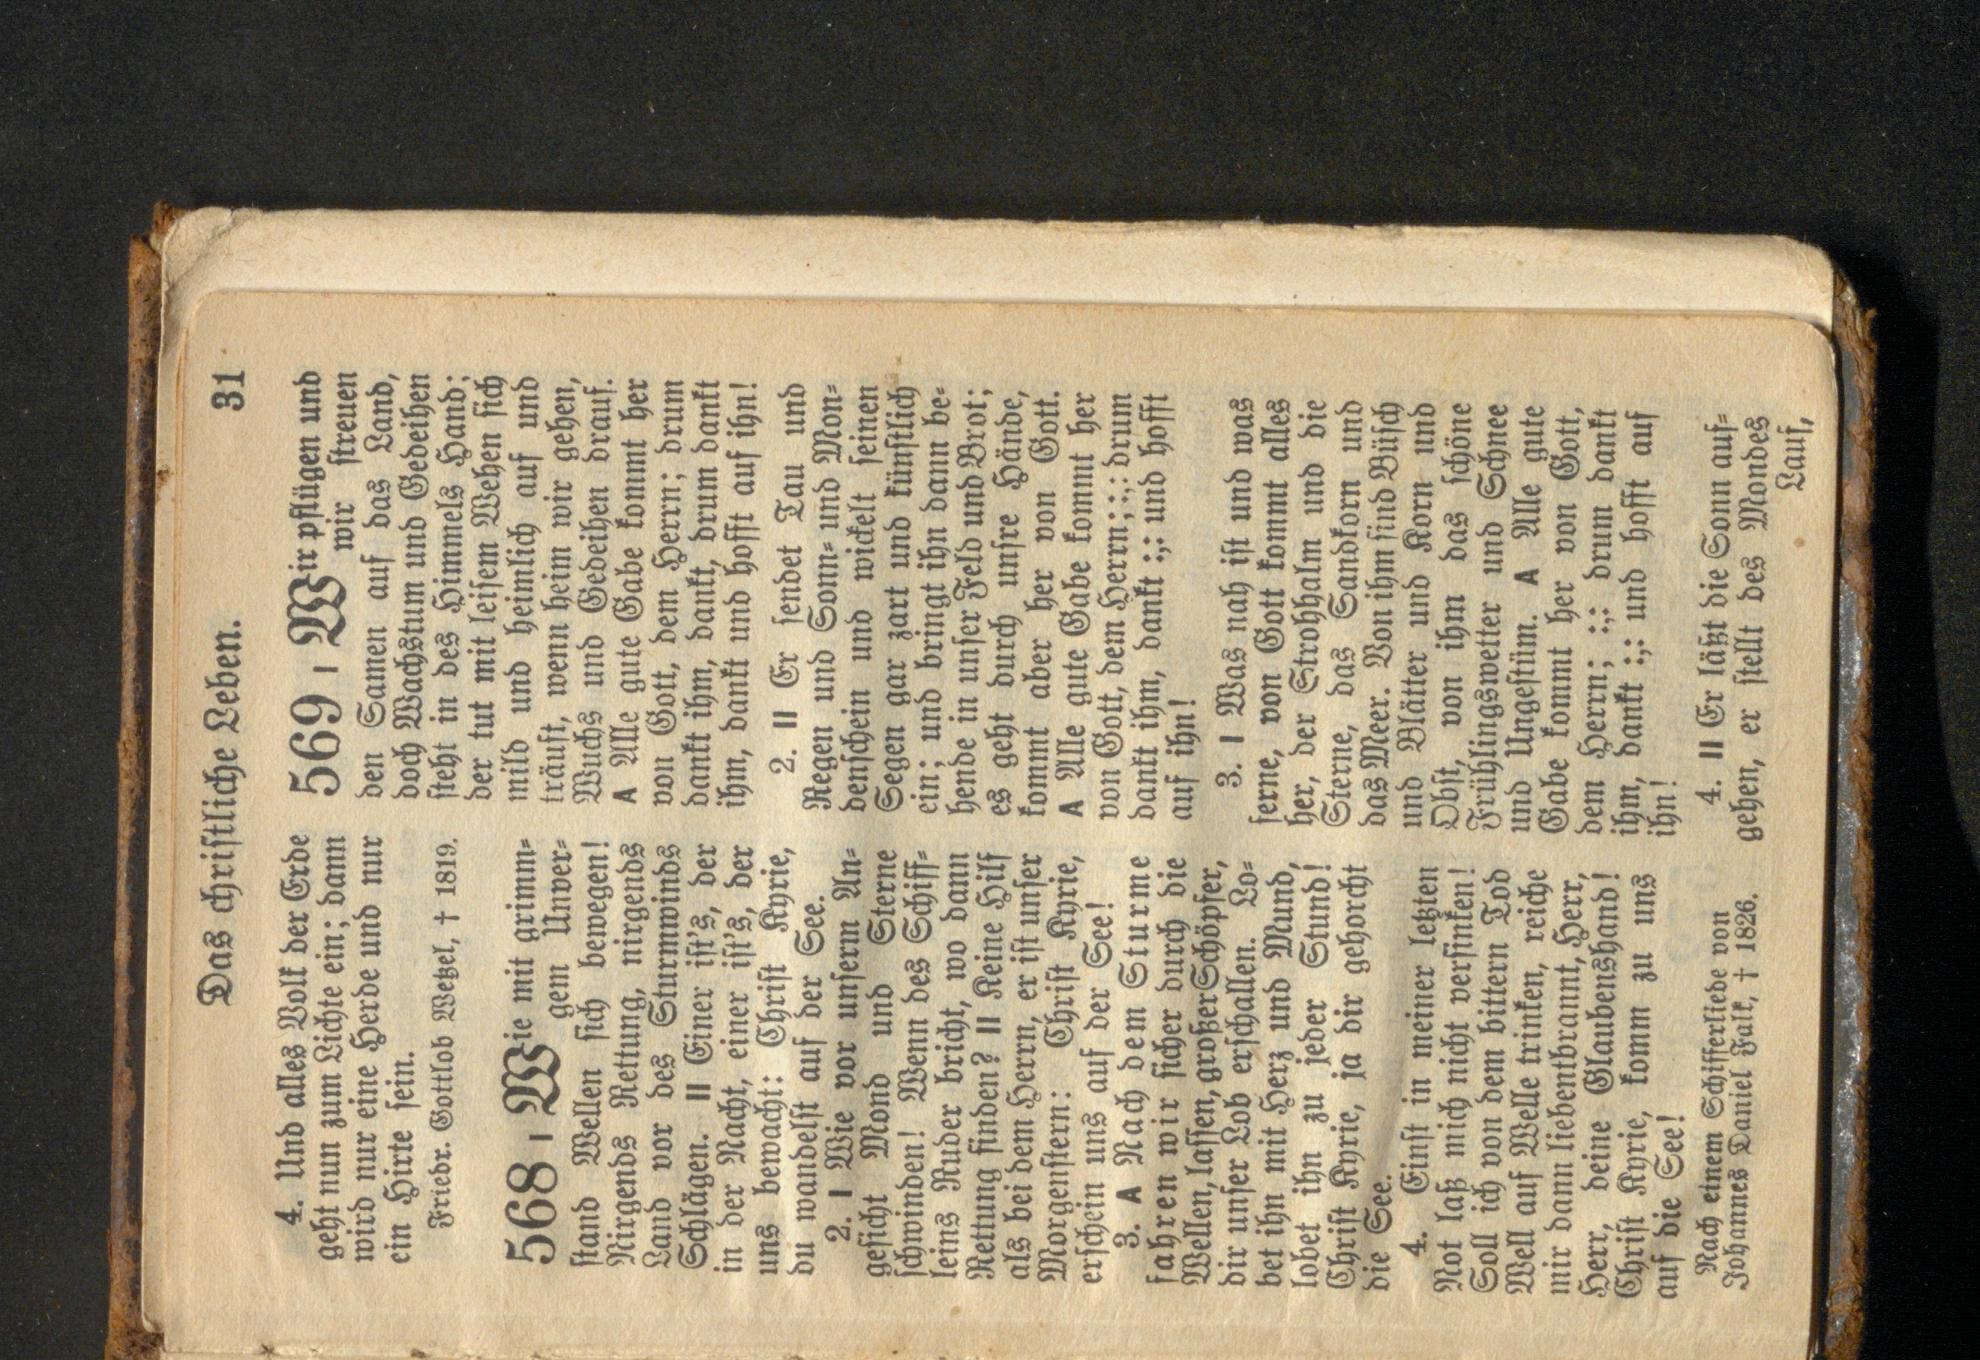 Das christliche Leben. 31
4. Und alles Volk der Erde
geht nun zum Lichte ein; dann
wird nur eine Herde und nur
ein Hirte sein.
Friedr. Gottlob Wetzel, † 1819.
568 I Wie mit grimm-
gem Unver-
stand Wellen sich bewegen!
Nirgends Rettung, nirgends
Land vor des Sturmwinds
Schlägen. II Einer ist's, der
in der Nacht, einer ist's, der
uns bewacht: Christ Kyrie,
du wandelst auf der See.
2. I Wie vor unserm An-
gesicht Mond und Sterne
schwinden! Wenn des Schiff-
leins Ruder bricht, wo dann
Rettung finden? II Keine Hilf
als bei dem Herrn, er ist unser
Morgenstern: Christ Kyrie,
erschein uns auf der See!
3. A Nach dem Sturme
fahren wir sicher durch die
Wellen, lassen, großer Schöpfer,
dir unser Lob erschallen. Lo-
bet ihn mit Herz und Mund,
lobet ihn zu jeder Stund!
Christ Kyrie, ja dir gehorcht
die See.
4. Einst in meiner letzten
Not laß mich nicht versinken!
Soll ich von dem bittern Tod
Well auf Welle trinken, reiche
mir dann liebentbrannt, Herr,
Herr, deine Glaubenshand!
Christ Kyrie, komm zu uns
auf die See!
Nach einem Schifferliede von
Johannes Daniel Falk, † 1826.
569 I Wir pflügen und
wir streuen
den Samen auf das Land,
doch Wachstum und Gedeihen
steht in des Himmels Hand;
der tut mit leisem Wehen sich
mild und heimlich auf und
träuft, wenn heim wir gehen,
Wuchs und Gedeihen drauf.
A Alle gute Gabe kommt her
von Gott, dem Herrn; drum
dankt ihm, dankt, drum dankt
ihm, dankt und hofft auf ihn!
2. II Er sendet Tau und
Regen und Sonn- und Mon-
denschein und wickelt seinen
Segen gar zart und künstlich
ein; und bringt ihn dann be-
hende in unser Feld und Brot;
es geht durch unsre Hände,
kommt aber her von Gott.
A Alle gute Gabe kommt her
von Gott, dem Herrn; :,: drum
dankt ihm, dankt :,: und hofft
auf ihn!
3. I Was nah ist und was
ferne, von Gott kommt alles
her, der Strohhalm und die
Sterne, das Sandkorn und
das Meer. Von ihm sind Büsch
und Blätter und Korn und
Obst, von ihm das schöne
Frühlingswetter und Schnee
und Ungestüm. A Alle gute
Gabe kommt her von Gott,
dem Herrn; :,: drum dankt
ihm, dankt :,: und hofft auf
ihn!
4. II Er läßt die Sonn auf-
gehen, er stellt des Mondes
Lauf,